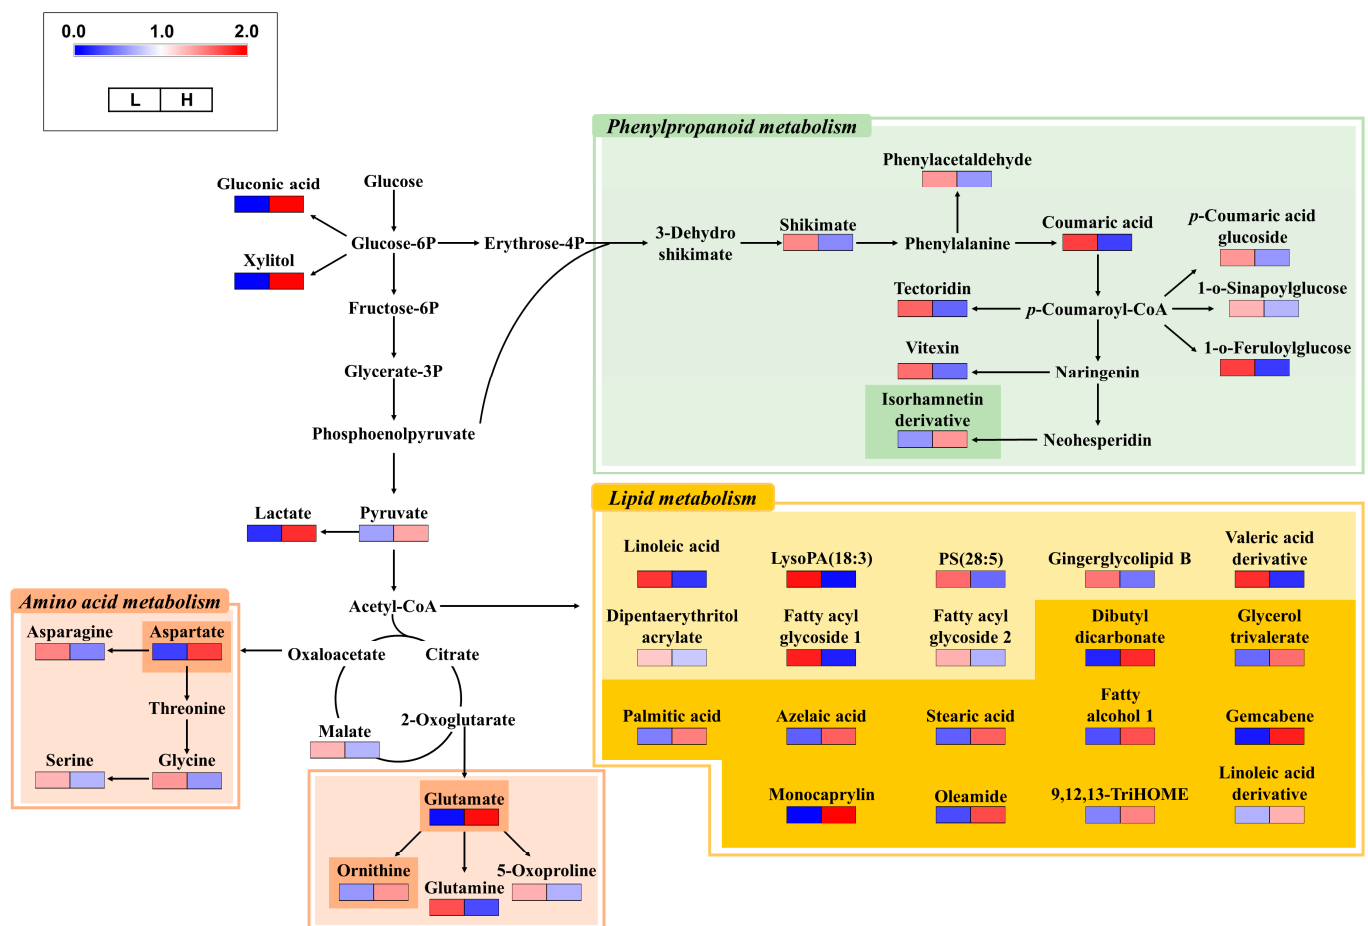 0.0 1.0 2.0
L H
Phenylpropanoid metabolism
Phenylacetaldehyde
Gluconic acid
Glucose
Shikimate
Coumaric acid
p-Coumaric acid
glucoside
3-Dehydro
shikimate
Glucose-6P
Erythrose-4P
Phenylalanine
Xylitol
Tectoridin
1-o-Sinapoylglucose
Fructose-6P
p-Coumaroyl-CoA
Vitexin
1-o-Feruloylglucose
Glycerate-3P
Naringenin
Isorhamnetin
derivative
Phosphoenolpyruvate
Neohesperidin
Lipid metabolism
Lactate
Pyruvate
Linoleic acid
LysoPA(18:3)
PS(28:5)
Gingerglycolipid B
Valeric acid
derivative
Amino acid metabolism
Acetyl-CoA
Dipentaerythritol
acrylate
Fatty acyl
glycoside 1
Fatty acyl
glycoside 2
Dibutyl
dicarbonate
Glycerol
trivalerate
Asparagine
Aspartate
Oxaloacetate
Citrate
Threonine
2-Oxoglutarate
Malate
Palmitic acid
Azelaic acid
Stearic acid
Fatty
alcohol 1
Gemcabene
Serine
Glycine
Glutamate
Monocaprylin
Oleamide
9,12,13-TriHOME
Linoleic acid
derivative
Ornithine
Glutamine
5-Oxoproline